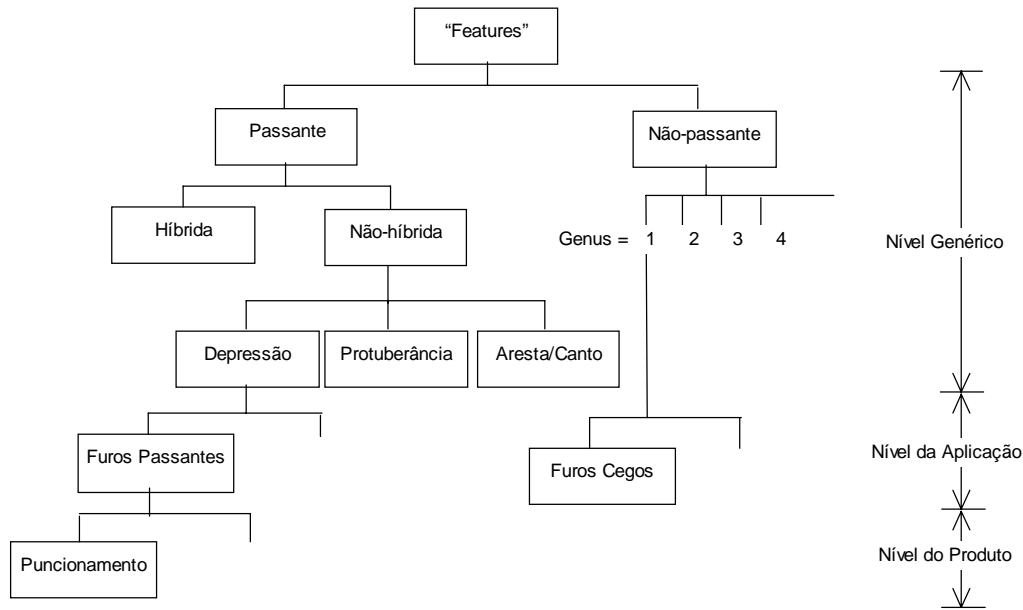 “Features”
Passante
Não-passante
Híbrida
Não-híbrida
Genus = 1 2 3 4
Nível Genérico
Depressão
Protuberância
Aresta/Canto
Furos Passantes
Furos Cegos
Nível da Aplicação
Puncionamento
Nível do Produto